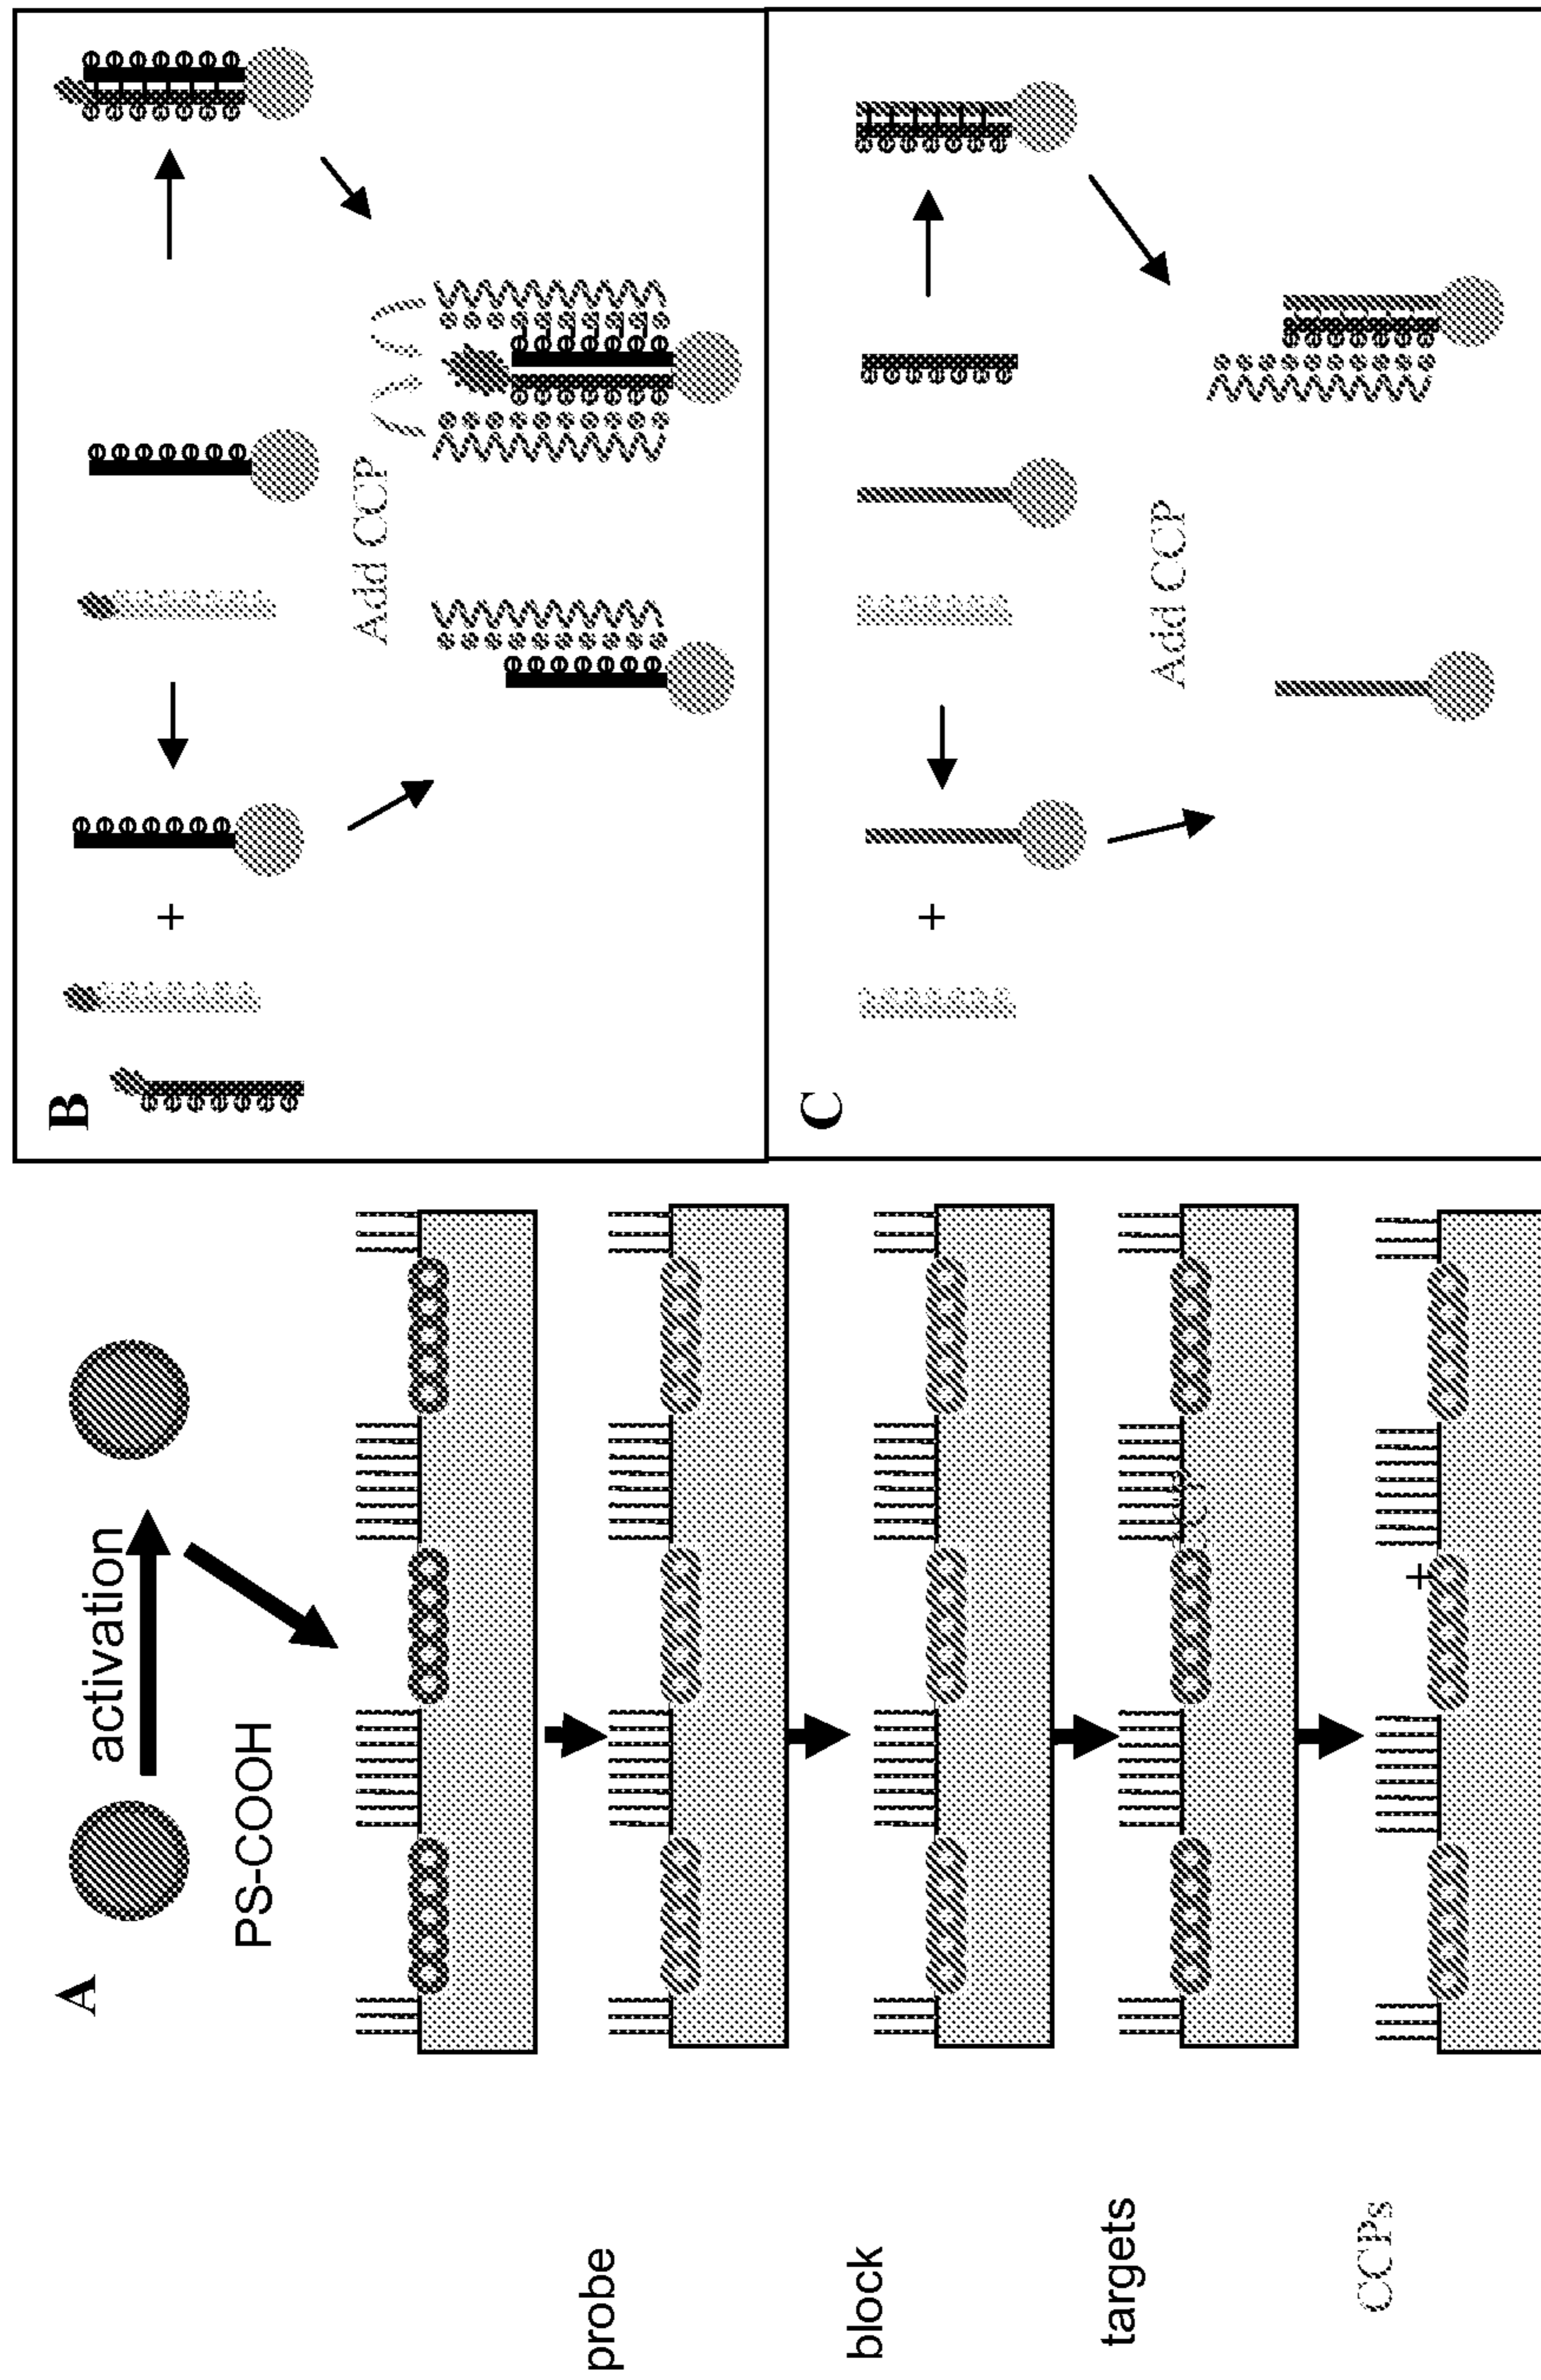 A
activation
PS-COOH
probe
block
targets
CCPs
+
B
+
Add CCP
C
+
Add CCP